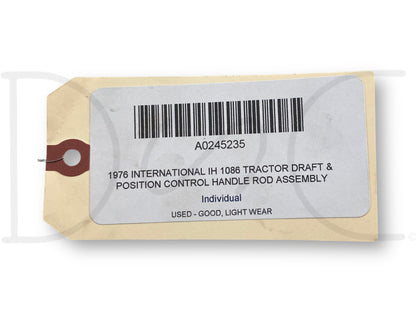 A0245235
1976 INTERNATIONAL IH 1086 TRACTOR DRAFT &
POSITION CONTROL HANDLE ROD ASSEMBLY
Individual
USED - GOOD, LIGHT WEAR